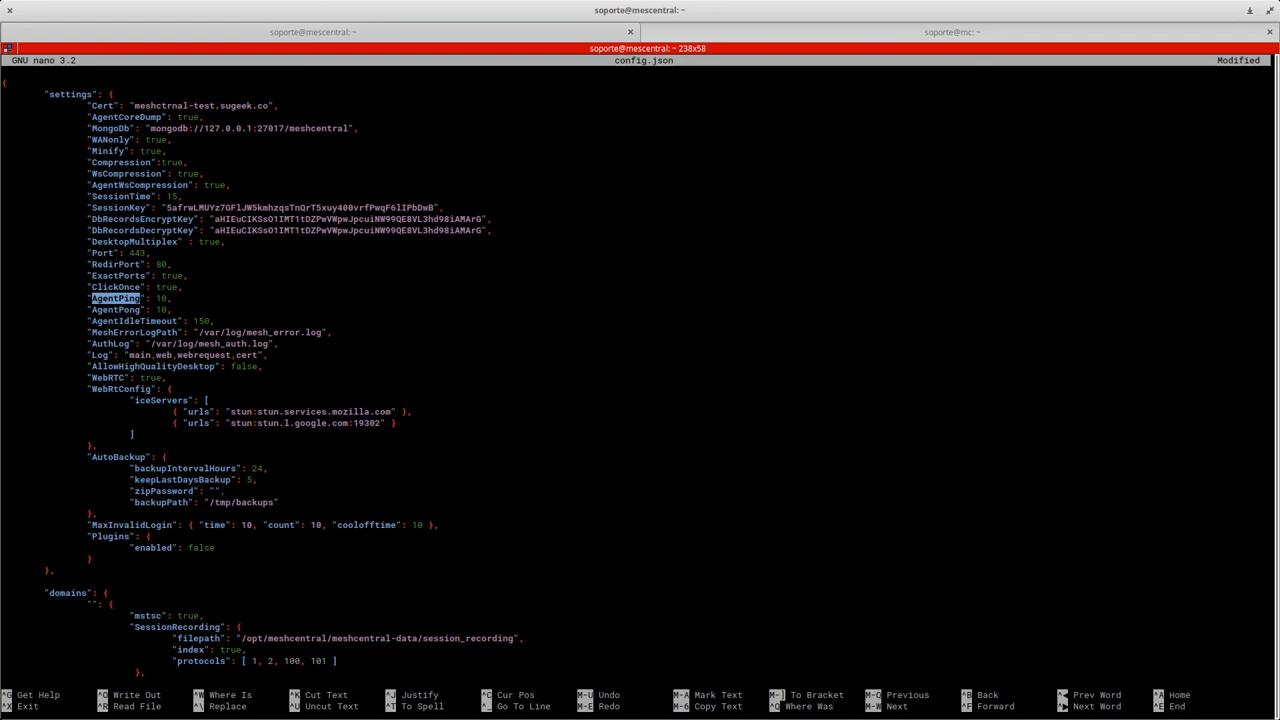 soporte@mescentral: ~
soporte@mescentral: ~
soporte@mc: ~
soporte@mescentral: ~ 238x58
GNU nano 3.2 config.json Modified
{
"settings": {
"Cert": "meshctrnal-test.sugeek.co",
"AgentCoreDump": true,
"MongoDb": "mongodb://127.0.0.1:27017/meshcentral",
"WANonly": true,
"Minify": true,
"Compression":true,
"WsCompression": true,
"AgentWsCompression": true,
"SessionTime": 15,
"SessionKey": "5afrwLMUYz7GFlJW5kmhzqsTnQrT5xuy400vrfPwqF6lIPbDwB",
"DbRecordsEncryptKey": "aHIEuCIKSsO1IMT1tDZPwVWpwJpcuiNW99QE8VL3hd98iAMArG",
"DbRecordsDecryptKey": "aHIEuCIKSsO1IMT1tDZPwVWpwJpcuiNW99QE8VL3hd98iAMArG",
"DesktopMultiplex" : true,
"Port": 443,
"RedirPort": 80,
"ExactPorts": true,
"ClickOnce": true,
"AgentPing": 10,
"AgentPong": 10,
"AgentIdleTimeout": 150,
"MeshErrorLogPath": "/var/log/mesh_error.log",
"AuthLog": "/var/log/mesh_auth.log",
"Log": "main,web,webrequest,cert",
"AllowHighQualityDesktop": false,
"WebRTC": true,
"WebRtConfig": {
"iceServers": [
{ "urls": "stun:stun.services.mozilla.com" },
{ "urls": "stun:stun.l.google.com:19302" }
]
},
"AutoBackup": {
"backupIntervalHours": 24,
"keepLastDaysBackup": 5,
"zipPassword": "",
"backupPath": "/tmp/backups"
},
"MaxInvalidLogin": { "time": 10, "count": 10, "coolofftime": 10 },
"Plugins": {
"enabled": false
}
},
"domains": {
"": {
"mstsc": true,
"SessionRecording": {
"filepath": "/opt/meshcentral/meshcentral-data/session_recording",
"index": true,
"protocols": [ 1, 2, 100, 101 ]
},
^G Get Help ^O Write Out ^W Where Is ^K Cut Text ^J Justify ^C Cur Pos M-U Undo M-A Mark Text M-] To Bracket M-Q Previous ^B Back ^◀ Prev Word ^A Home
^X Exit ^R Read File ^\ Replace ^U Uncut Text ^T To Spell ^_ Go To Line M-E Redo M-6 Copy Text ^Q Where Was M-W Next ^F Forward ^▶ Next Word ^E End